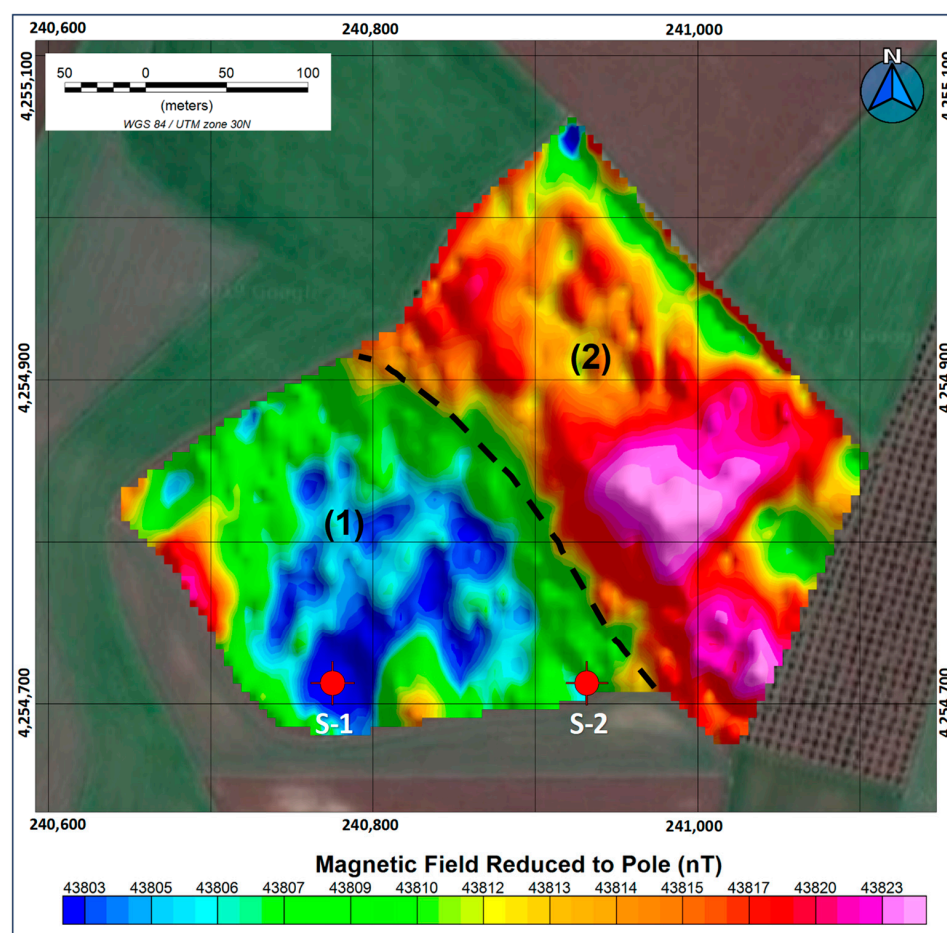 240,600 240,800 241,000
4,255,100 4,255,100
N
50 0 50 100
(meters)
WGS 84 / UTM zone 30N
(2)
4,254,900 4,254,900
(1)
4,254,700 4,254,700
S-1 S-2
240,600 240,800 241,000
Magnetic Field Reduced to Pole (nT)
43803 43805 43806 43807 43809 43810 43812 43813 43814 43815 43817 43820 43823